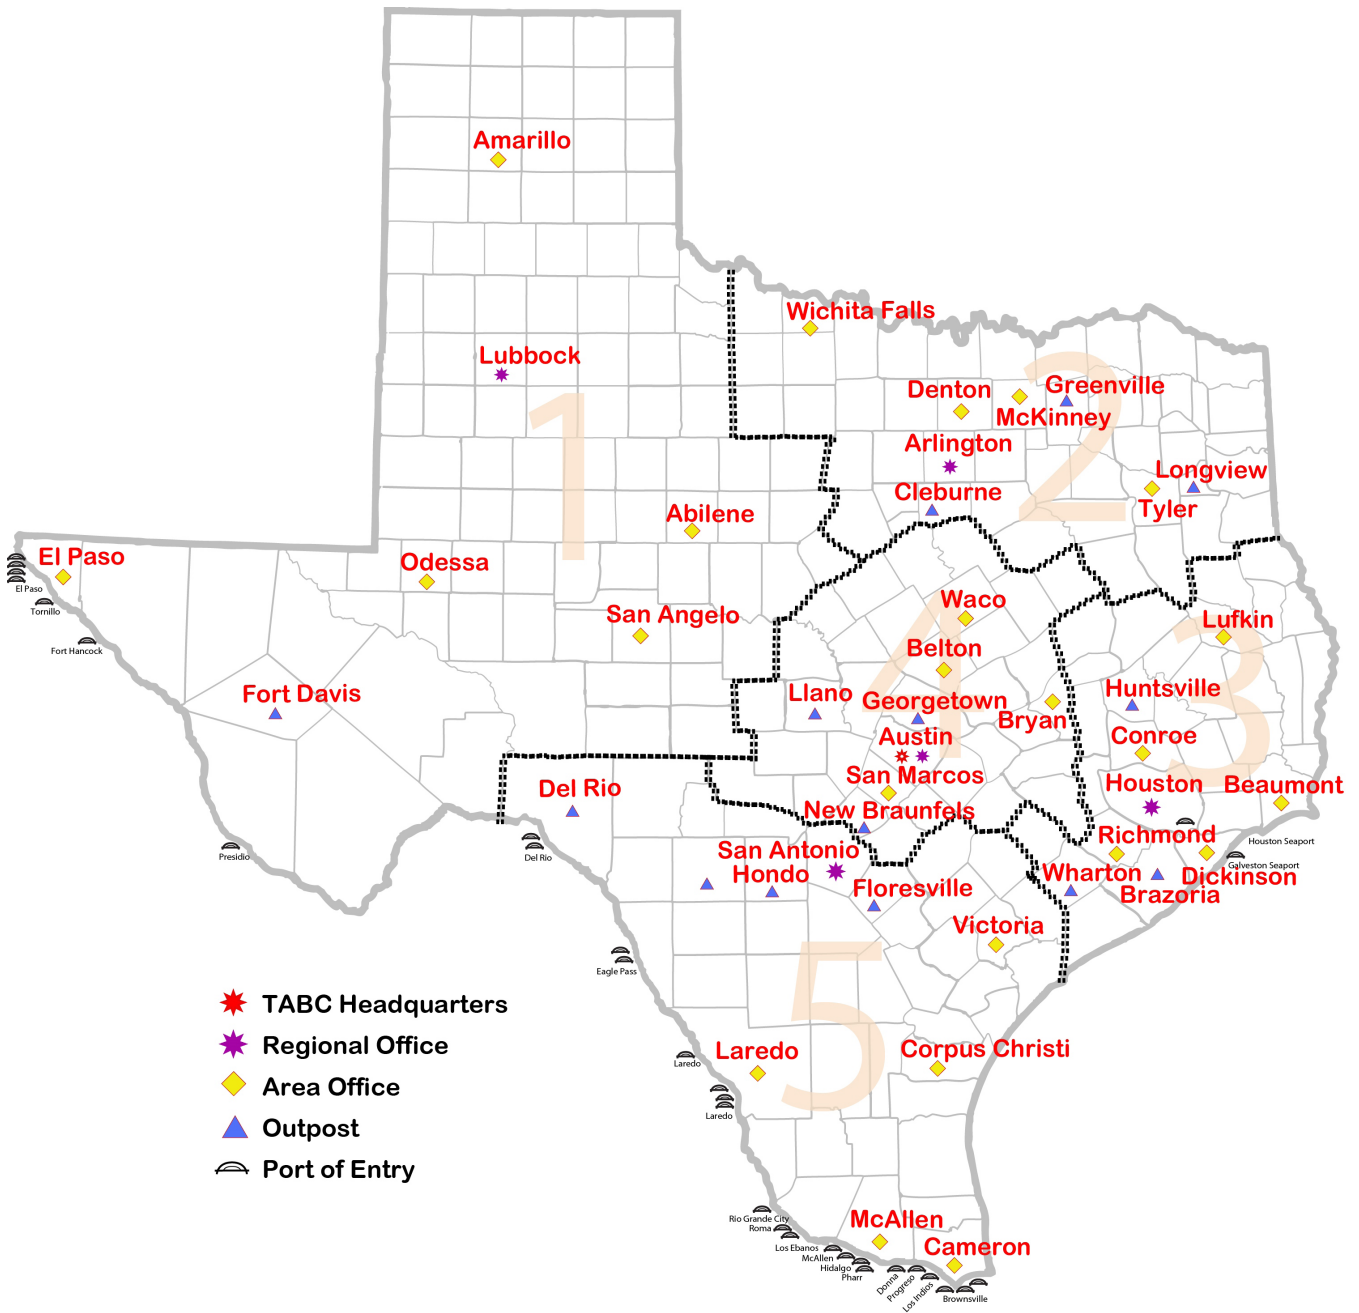 Amarillo
Wichita Falls
Lubbock
1
2
Denton
Greenville
McKinney
Arlington
Longview
Cleburne
Tyler
Abilene
El Paso
Odessa
El Paso
Tornillo
San Angelo
Waco
Lufkin
Fort Hancock
4
3
Belton
Fort Davis
Llano
Georgetown
Huntsville
Bryan
Austin
Conroe
San Marcos
Houston
Beaumont
Del Rio
New Braunfels
Richmond
Houston Seaport
Presidio
Del Rio
San Antonio
Galveston Seaport
Hondo
Wharton
Dickinson
Floresville
Brazoria
Victoria
5
Eagle Pass
TABC Headquarters
Regional Office
Laredo
Corpus Christi
Laredo
Area Office
Laredo
Outpost
Port of Entry
Rio Grande City
McAllen
Roma
Los Ebanos
Cameron
McAllen
Hidalgo
Pharr
Donna
Progreso
Los Indios
Brownsville